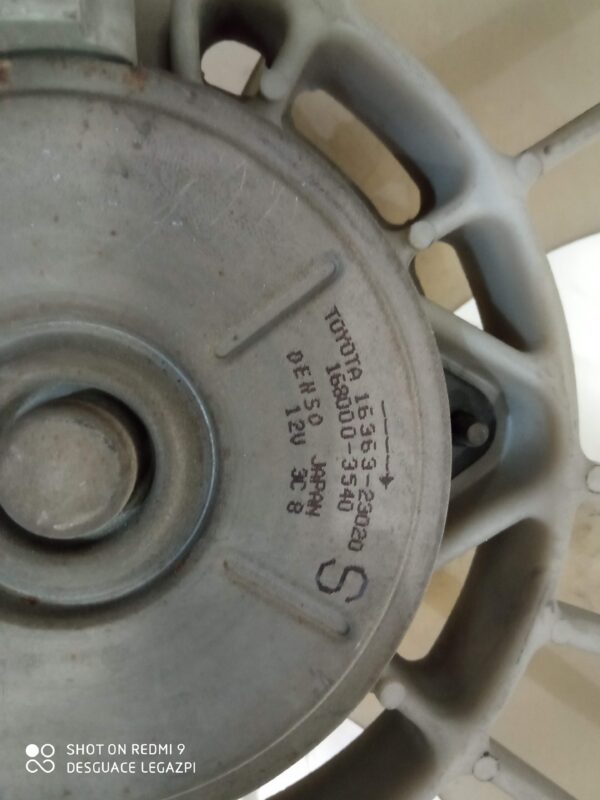 TOYOTA 16363-23020
168000-3540
DENSO JAPAN
12V 3C 8
S
SHOT ON REDMI 9
DESGUACE LEGAZPI